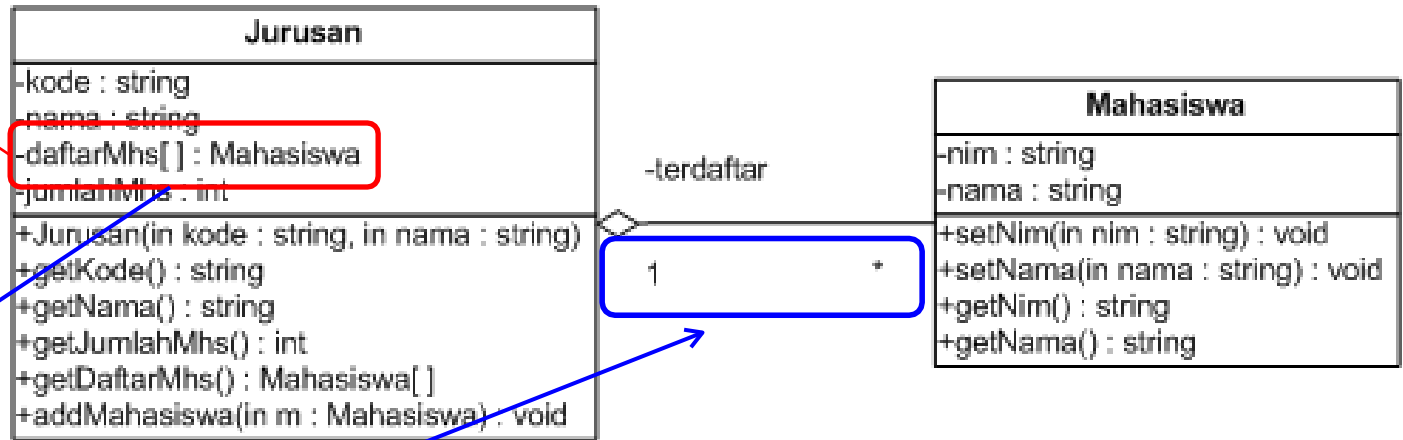 Jurusan
-kode : string
-nama : string
-daftarMhs[ ] : Mahasiswa
-jumlahMhs : int
+Jurusan(in kode : string, in nama : string)
+getKode() : string
+getNama() : string
+getJumlahMhs() : int
+getDaftarMhs() : Mahasiswa[ ]
+addMahasiswa(in m : Mahasiswa) : void
-terdaftar
1 *
Mahasiswa
-nim : string
-nama : string
+setNim(in nim : string) : void
+setNama(in nama : string) : void
+getNim() : string
+getNama() : string